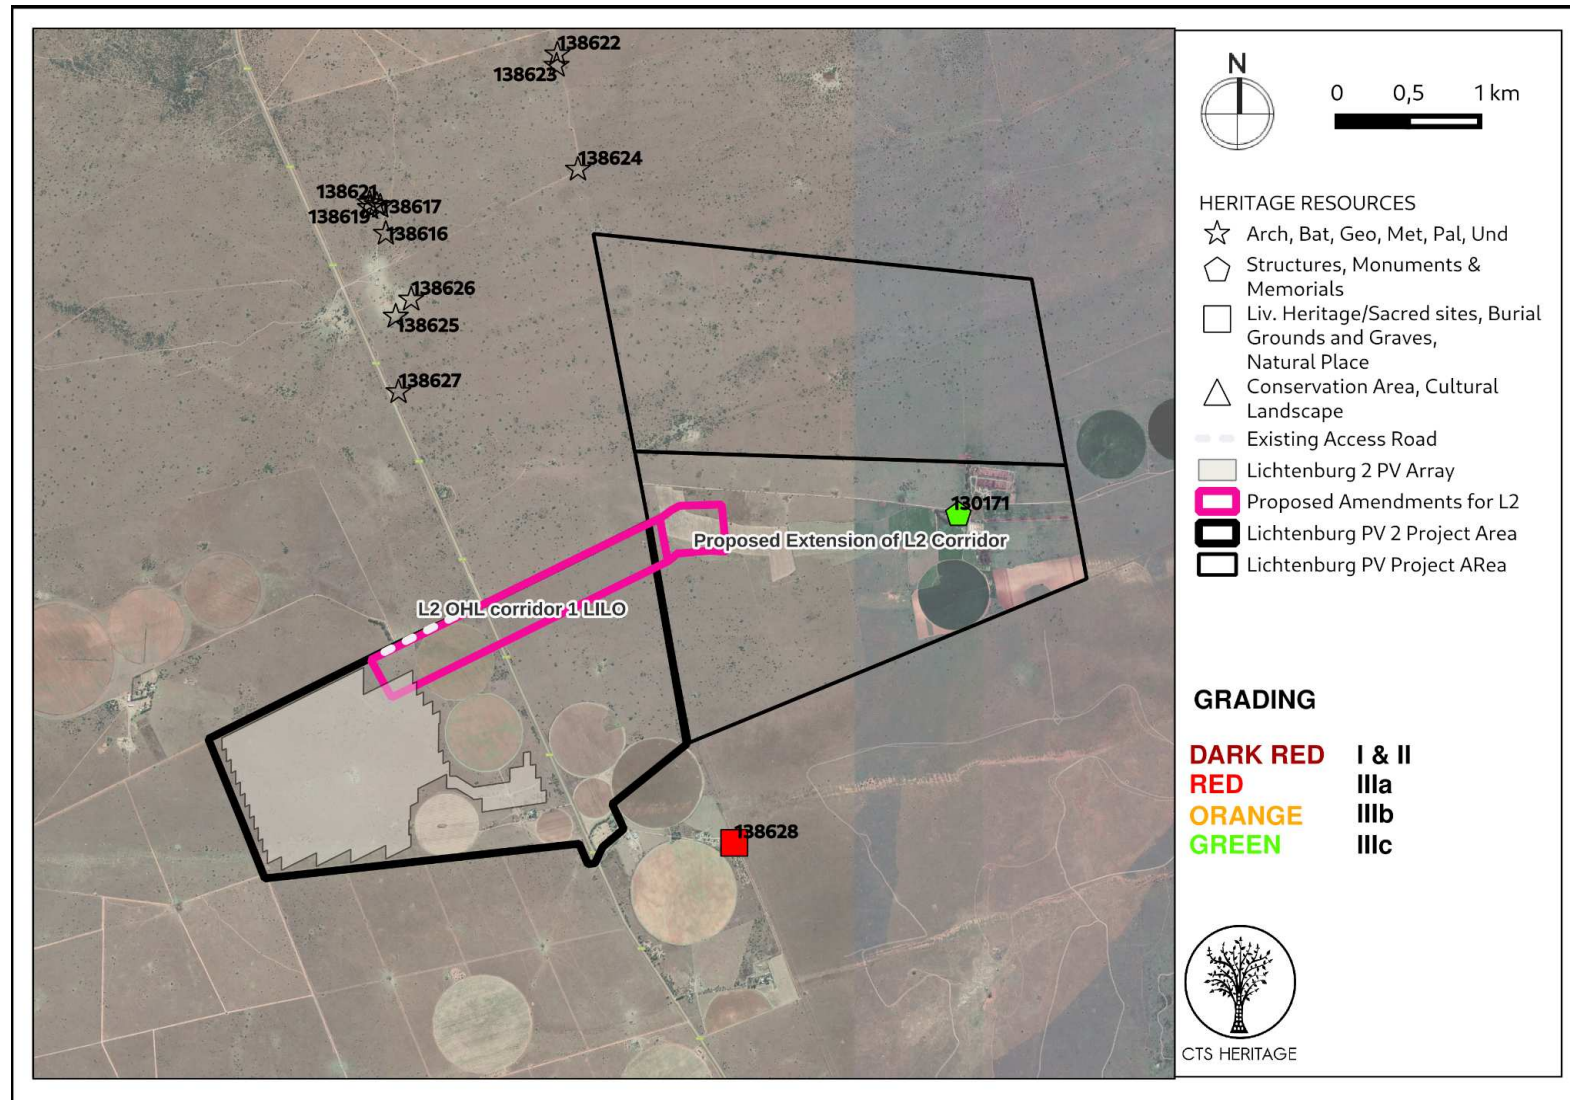 138622
138623
138624
138621
138617
138619
138616
138626
138625
138627
130171
Proposed Extension of L2 Corridor
L2 OHL corridor 1 LILO
138628
N
0 0,5 1 km
HERITAGE RESOURCES
Arch, Bat, Geo, Met, Pal, Und
Structures, Monuments &
Memorials
Liv. Heritage/Sacred sites, Burial
Grounds and Graves,
Natural Place
Conservation Area, Cultural
Landscape
Existing Access Road
Lichtenburg 2 PV Array
Proposed Amendments for L2
Lichtenburg PV 2 Project Area
Lichtenburg PV Project ARea
GRADING
DARK RED I & II
RED IIIa
ORANGE IIIb
GREEN IIIc
CTS HERITAGE